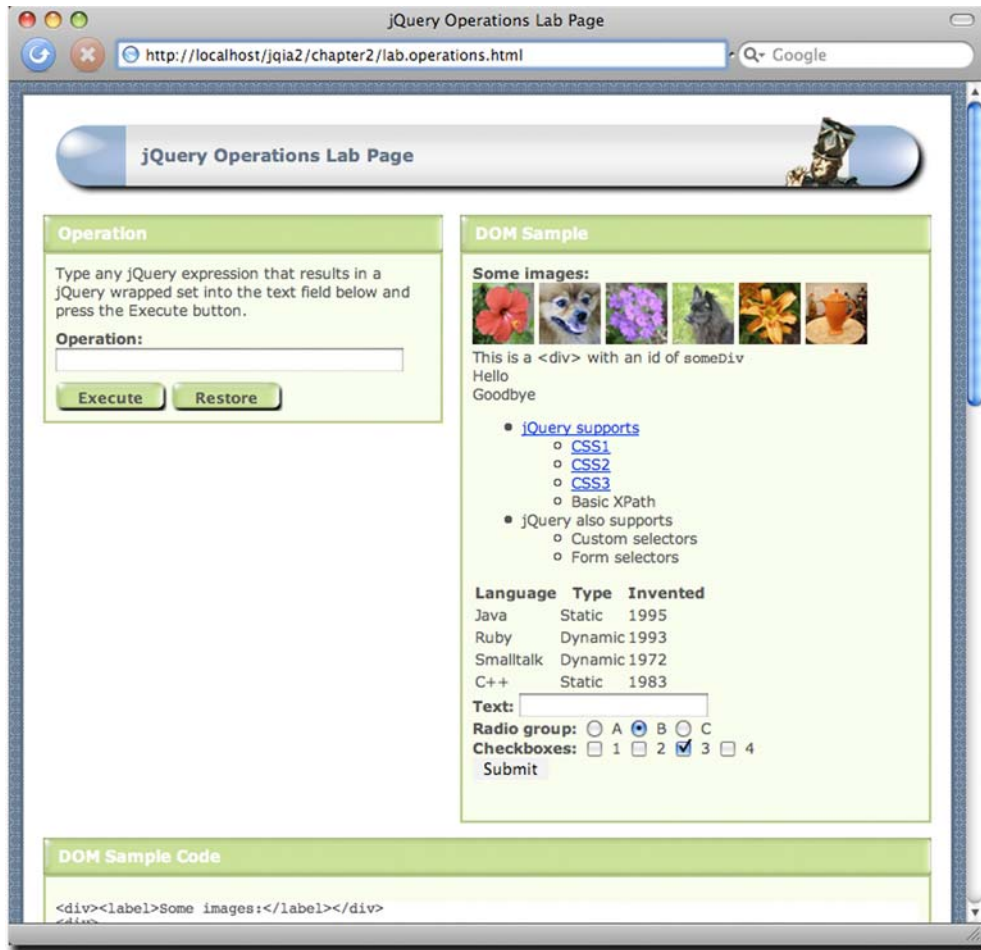 jQuery Operations Lab Page
http://localhost/jqia2/chapter2/lab.operations.html
Google
jQuery Operations Lab Page
Operation
Type any jQuery expression that results in a
jQuery wrapped set into the text field below and
press the Execute button.
Operation:
Execute Restore
DOM Sample
Some images:
This is a <div> with an id of someDiv
Hello
Goodbye
jQuery supports
CSS1
CSS2
CSS3
Basic XPath
jQuery also supports
Custom selectors
Form selectors
Language Type Invented
Java Static 1995
Ruby Dynamic 1993
Smalltalk Dynamic 1972
C++ Static 1983
Text:
Radio group: A B C
Checkboxes: 1 2 3 4
Submit
DOM Sample Code
<div><label>Some images:</label></div>
<div>